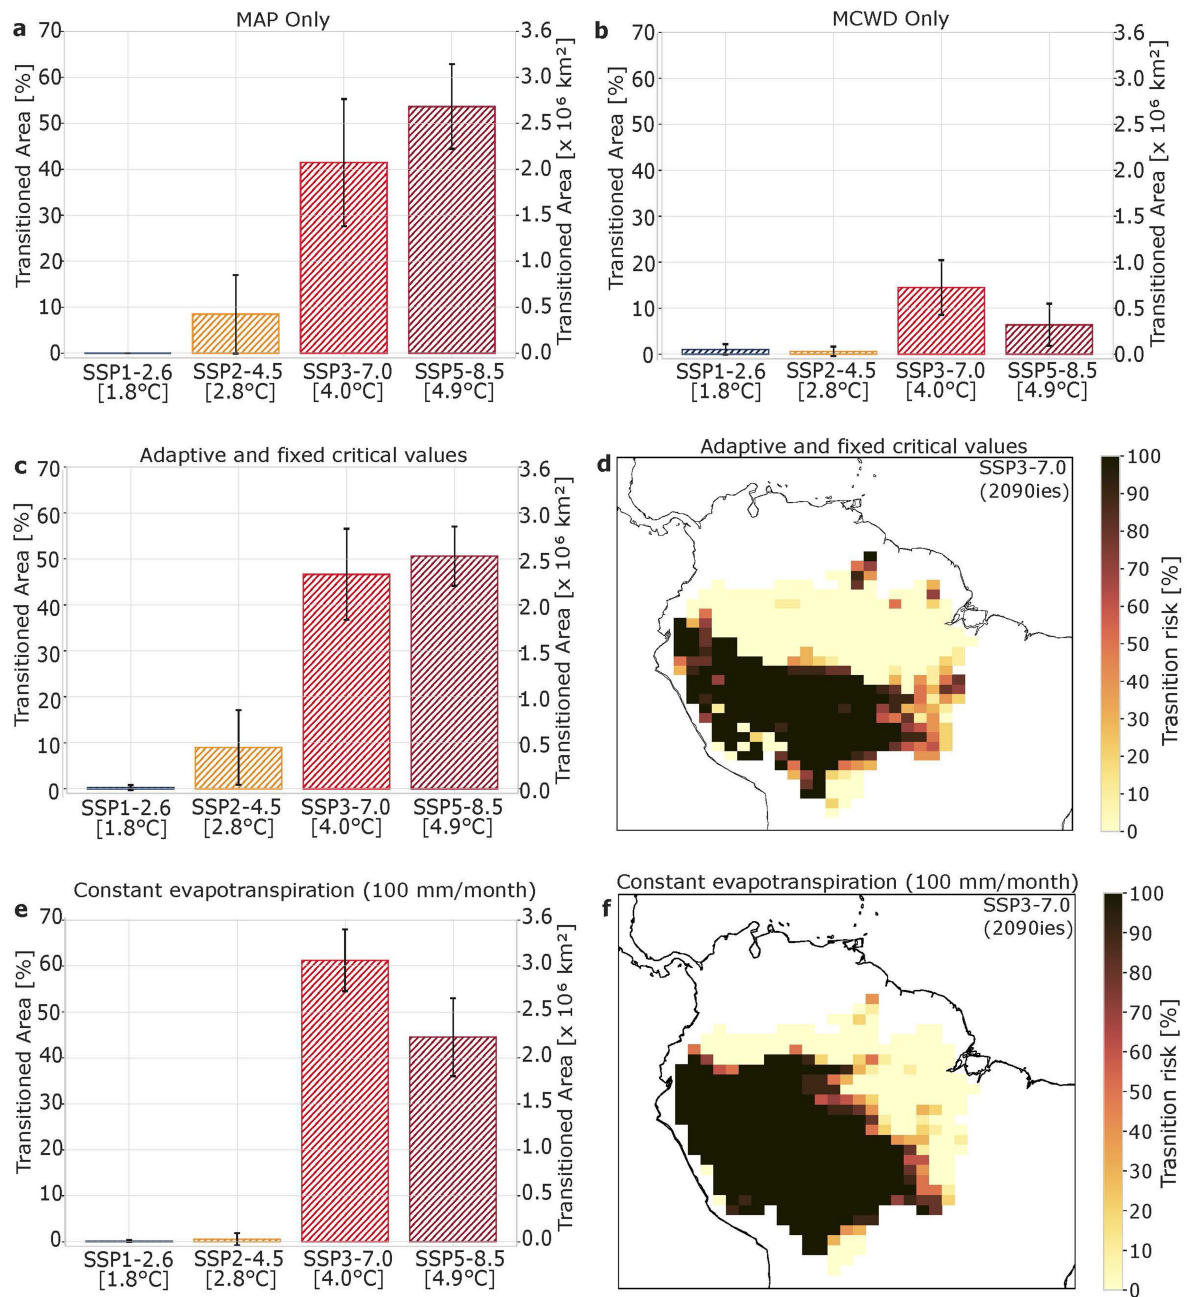 a
MAP Only
Transitioned Area [%]
70
60
50
40
30
20
10
0
3.6
3.0
2.5
2.0
1.5
1.0
0.5
0.0
Transitioned Area [x 10⁶ km²]
SSP1-2.6 SSP2-4.5 SSP3-7.0 SSP5-8.5
[1.8°C] [2.8°C] [4.0°C] [4.9°C]
b
MCWD Only
Transitioned Area [%]
70
60
50
40
30
20
10
0
3.6
3.0
2.5
2.0
1.5
1.0
0.5
0.0
Transitioned Area [x 10⁶ km²]
SSP1-2.6 SSP2-4.5 SSP3-7.0 SSP5-8.5
[1.8°C] [2.8°C] [4.0°C] [4.9°C]
c
Adaptive and fixed critical values
Transitioned Area [%]
70
60
50
40
30
20
10
0
3.6
3.0
2.5
2.0
1.5
1.0
0.5
0.0
Transitioned Area [x 10⁶ km²]
SSP1-2.6 SSP2-4.5 SSP3-7.0 SSP5-8.5
[1.8°C] [2.8°C] [4.0°C] [4.9°C]
d
Adaptive and fixed critical values
SSP3-7.0
(2090ies)
100
90
80
70
60
50
40
30
20
10
0
Trasnition risk [%]
e
Constant evapotranspiration (100 mm/month)
Transitioned Area [%]
70
60
50
40
30
20
10
0
3.6
3.0
2.5
2.0
1.5
1.0
0.5
0.0
Transitioned Area [x 10⁶ km²]
SSP1-2.6 SSP2-4.5 SSP3-7.0 SSP5-8.5
[1.8°C] [2.8°C] [4.0°C] [4.9°C]
f
Constant evapotranspiration (100 mm/month)
SSP3-7.0
(2090ies)
100
90
80
70
60
50
40
30
20
10
0
Trasnition risk [%]